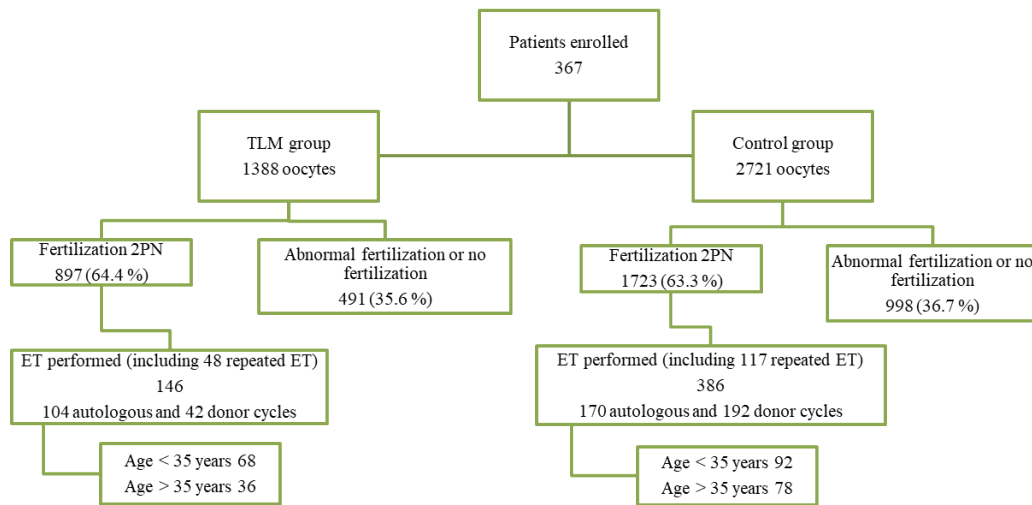 Patients enrolled
367
TLM group
1388 oocytes
Control group
2721 oocytes
Fertilization 2PN
897 (64.4 %)
Abnormal fertilization or no
fertilization
491 (35.6 %)
Fertilization 2PN
1723 (63.3 %)
Abnormal fertilization or no
fertilization
998 (36.7 %)
ET performed (including 48 repeated ET)
146
104 autologous and 42 donor cycles
ET performed (including 117 repeated ET)
386
170 autologous and 192 donor cycles
Age < 35 years 68
Age > 35 years 36
Age < 35 years 92
Age > 35 years 78